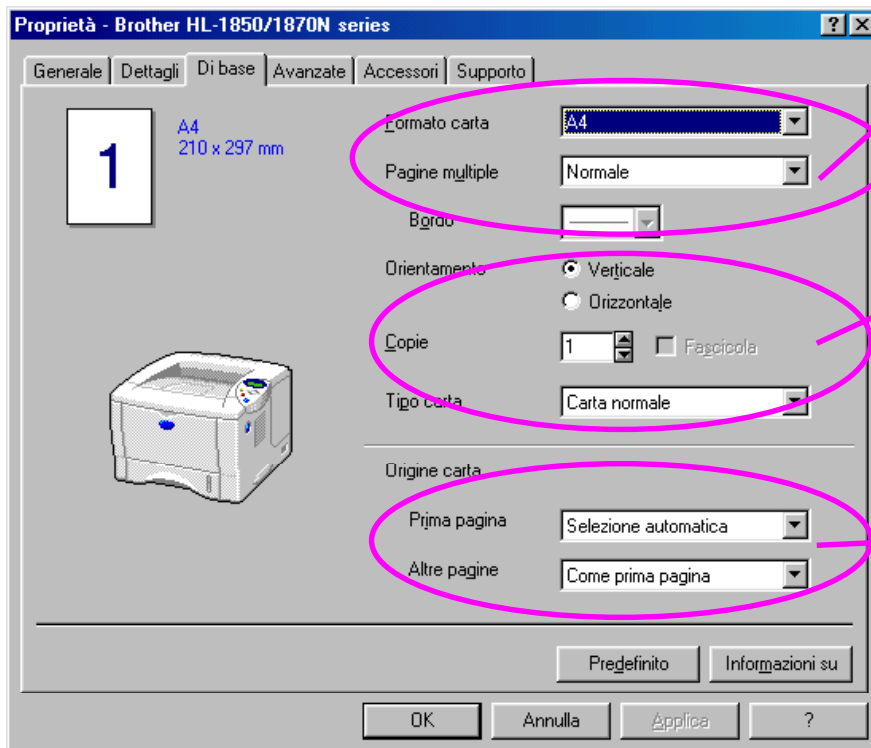 Proprietà - Brother HL-1850/1870N series
Generale Dettagli Di base Avanzate Accessori Supporto
1
A4
210 x 297 mm
Formato carta A4
Pagine multiple Normale
Bordo
Orientamento Verticale
Orizzontale
Copie 1 Fascicola
Tipo carta Carta normale
Origine carta
Prima pagina Selezione automatica
Altre pagine Come prima pagina
Predefinito Informazioni su
OK Annulla Applica ?